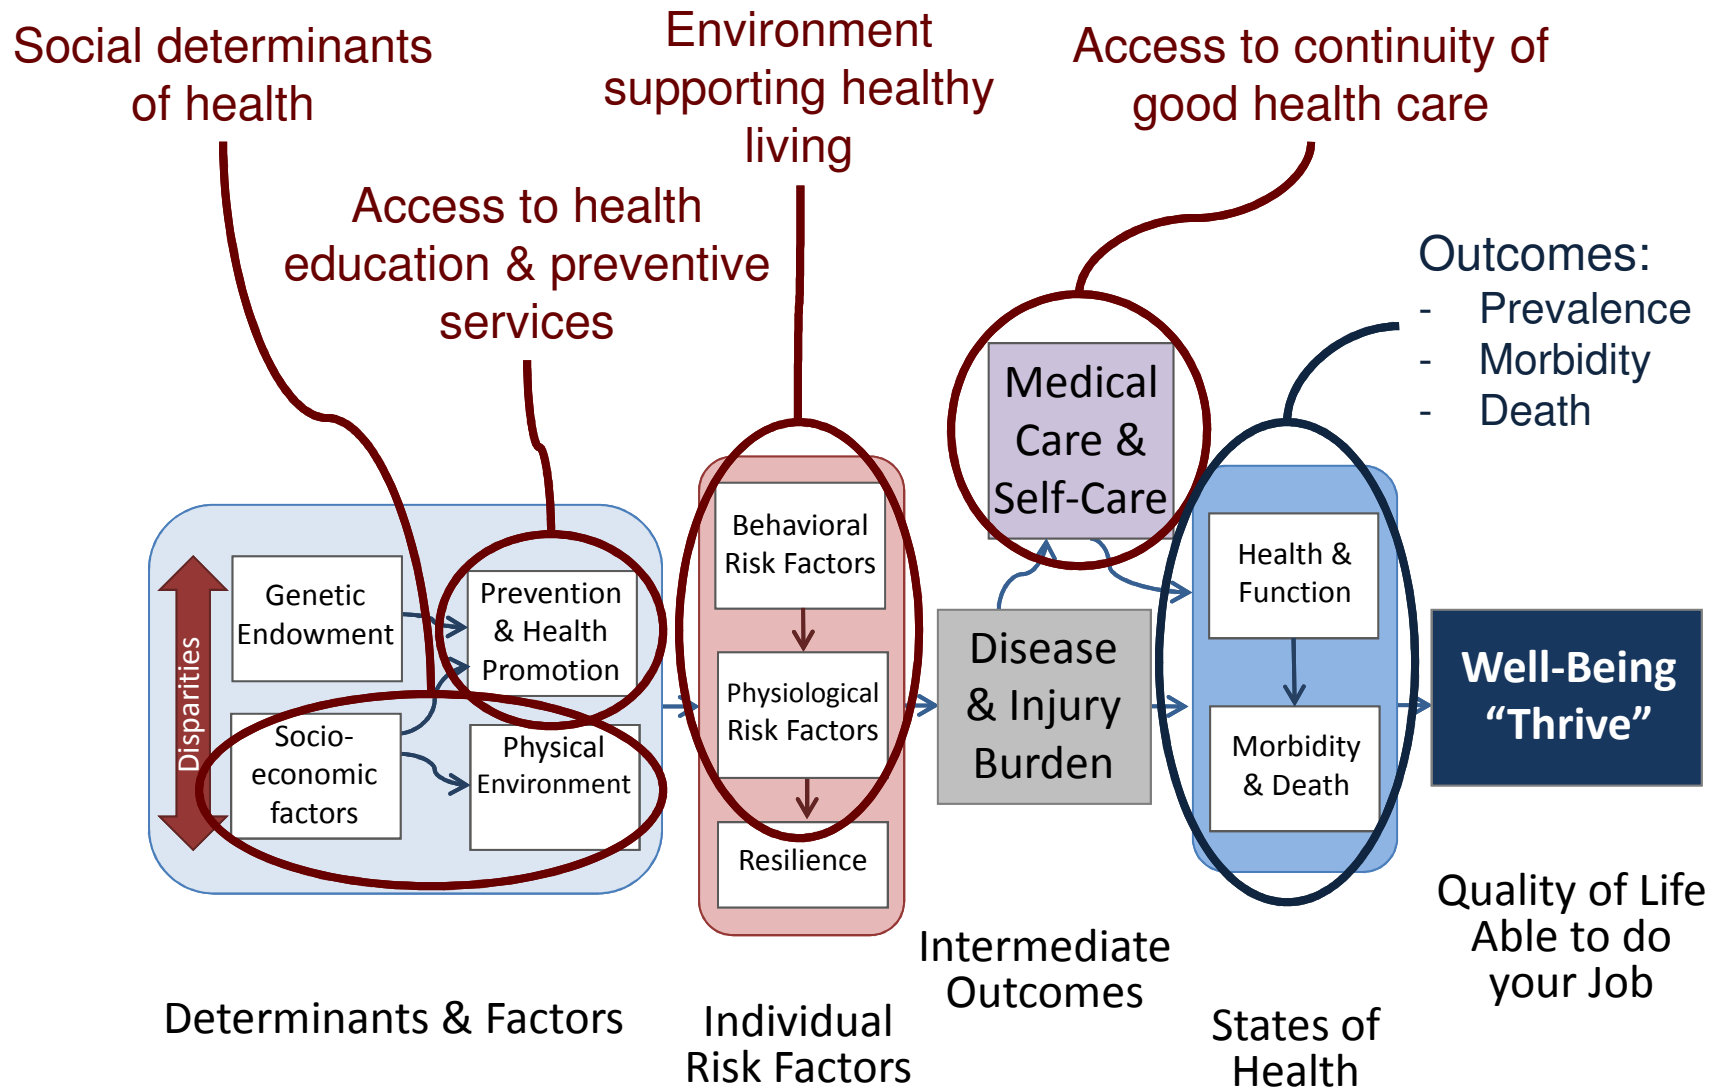 Social determinants
of health
Environment
supporting healthy
living
Access to continuity of
good health care
Access to health
education & preventive
services
Outcomes:
- Prevalence
- Morbidity
- Death
Disparities
Genetic
Endowment
Prevention
& Health
Promotion
Socio-
economic
factors
Physical
Environment
Behavioral
Risk Factors
Physiological
Risk Factors
Resilience
Medical
Care &
Self-Care
Disease
& Injury
Burden
Health &
Function
Morbidity
& Death
Well-Being
“Thrive”
Determinants & Factors
Individual
Risk Factors
Intermediate
Outcomes
States of
Health
Quality of Life
Able to do
your Job